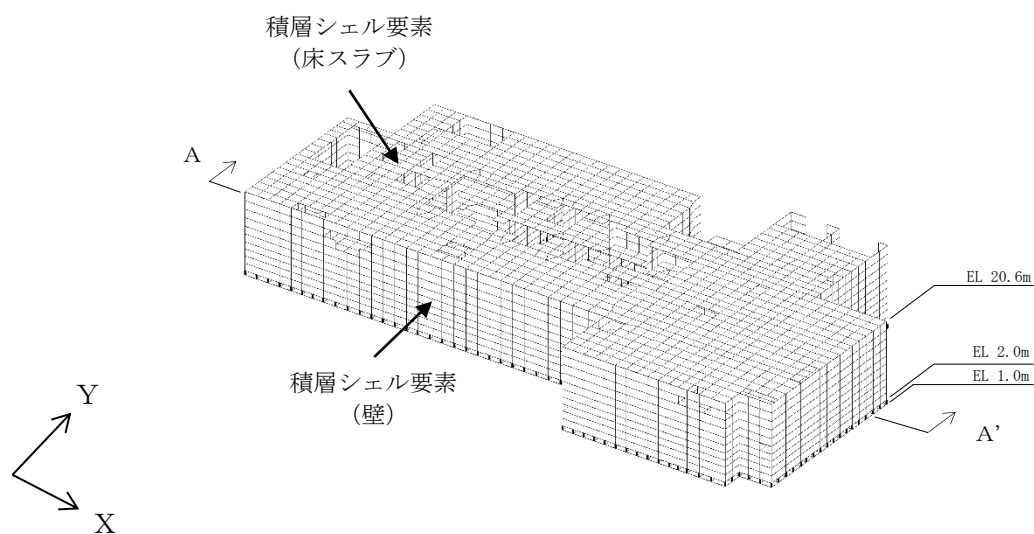 積層シェル要素
(床スラブ)
A
EL 20.6m
EL 2.0m
EL 1.0m
積層シェル要素
(壁)
A'
Y
X